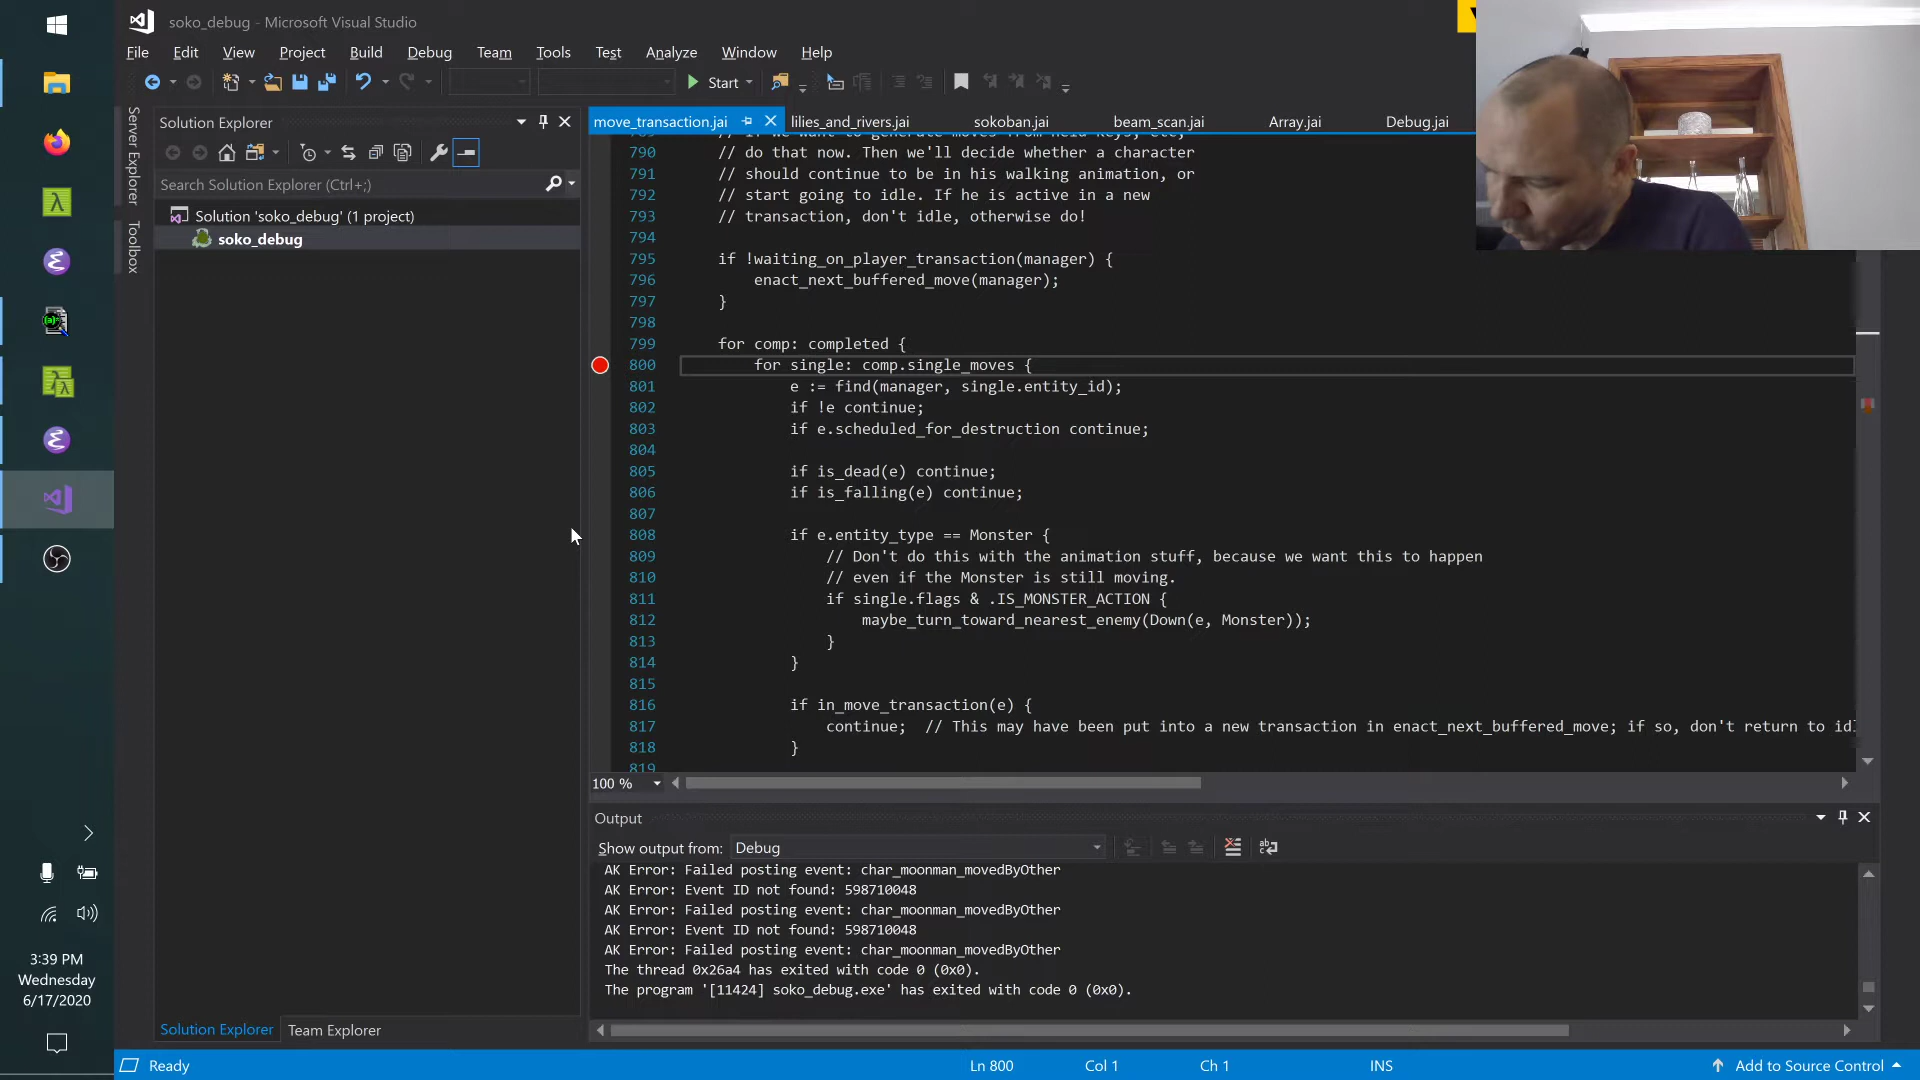 soko_debug - Microsoft Visual Studio
File Edit View Project Build Debug Team Tools Test Analyze Window Help
Start
Server Explorer
Toolbox
Solution Explorer
Search Solution Explorer (Ctrl+;)
Solution 'soko_debug' (1 project)
soko_debug
move_transaction.jai lilies_and_rivers.jai sokoban.jai beam_scan.jai Array.jai Debug.jai
789 // If we want to generate moves from held keys, etc,
790 // do that now. Then we'll decide whether a character
791 // should continue to be in his walking animation, or
792 // start going to idle. If he is active in a new
793 // transaction, don't idle, otherwise do!
794
795 if !waiting_on_player_transaction(manager) {
796 enact_next_buffered_move(manager);
797 }
798
799 for comp: completed {
800 for single: comp.single_moves {
801 e := find(manager, single.entity_id);
802 if !e continue;
803 if e.scheduled_for_destruction continue;
804
805 if is_dead(e) continue;
806 if is_falling(e) continue;
807
808 if e.entity_type == Monster {
809 // Don't do this with the animation stuff, because we want this to happen
810 // even if the Monster is still moving.
811 if single.flags & .IS_MONSTER_ACTION {
812 maybe_turn_toward_nearest_enemy(Down(e, Monster));
813 }
814 }
815
816 if in_move_transaction(e) {
817 continue; // This may have been put into a new transaction in enact_next_buffered_move; if so, don't return to idl
818 }
819
100 %
Output
Show output from: Debug
AK Error: Failed posting event: char_moonman_movedByOther
AK Error: Event ID not found: 598710048
AK Error: Failed posting event: char_moonman_movedByOther
AK Error: Event ID not found: 598710048
AK Error: Failed posting event: char_moonman_movedByOther
The thread 0x26a4 has exited with code 0 (0x0).
The program '[11424] soko_debug.exe' has exited with code 0 (0x0).
Solution Explorer Team Explorer
3:39 PM
Wednesday
6/17/2020
Ready Ln 800 Col 1 Ch 1 INS Add to Source Control